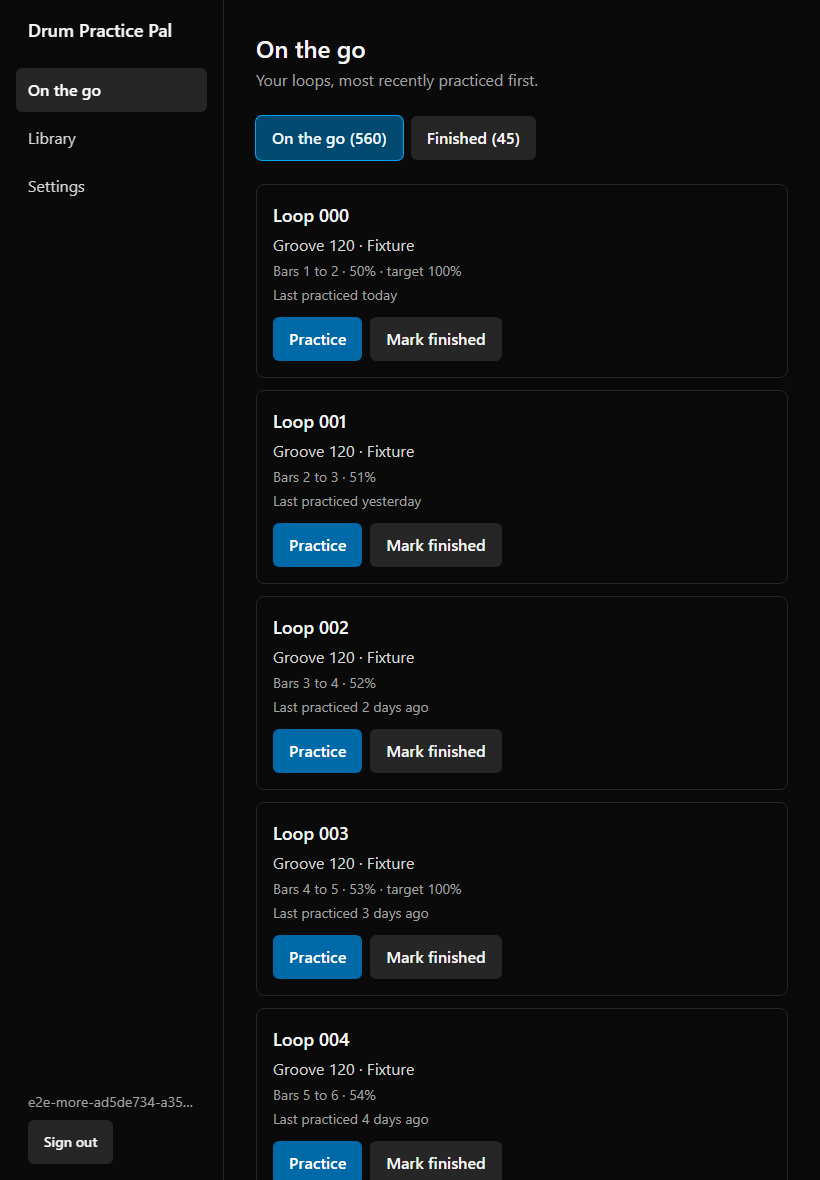 Drum Practice Pal
On the go
Library
Settings
e2e-more-ad5de734-a35...
Sign out
On the go
Your loops, most recently practiced first.
On the go (560)
Finished (45)
Loop 000
Groove 120 · Fixture
Bars 1 to 2 · 50% · target 100%
Last practiced today
Practice
Mark finished
Loop 001
Groove 120 · Fixture
Bars 2 to 3 · 51%
Last practiced yesterday
Practice
Mark finished
Loop 002
Groove 120 · Fixture
Bars 3 to 4 · 52%
Last practiced 2 days ago
Practice
Mark finished
Loop 003
Groove 120 · Fixture
Bars 4 to 5 · 53% · target 100%
Last practiced 3 days ago
Practice
Mark finished
Loop 004
Groove 120 · Fixture
Bars 5 to 6 · 54%
Last practiced 4 days ago
Practice
Mark finished